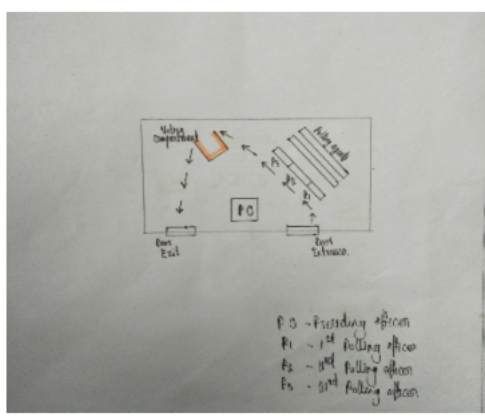 Voting
compartment
Polling agents
P3
P2
P1
PO
Door
Exit
Door
Entrance
PO - Presiding officer
P1 - 1st Polling officer
P2 - IInd Polling officer
P3 - IIIrd Polling officer